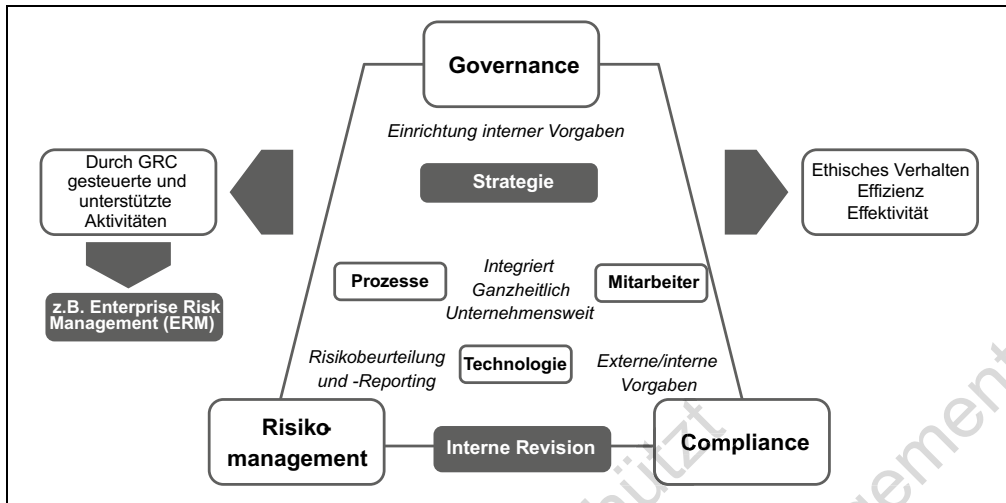 Governance
Einrichtung interner Vorgaben
Strategie
Durch GRC
gesteuerte und
unterstützte
Aktivitäten
z.B. Enterprise Risk
Management (ERM)
Ethisches Verhalten
Effizienz
Effektivität
Prozesse
Integriert
Ganzheitlich
Unternehmensweit
Mitarbeiter
Risikobeurteilung
und -Reporting
Technologie
Externe/interne
Vorgaben
Risiko-
management
Interne Revision
Compliance